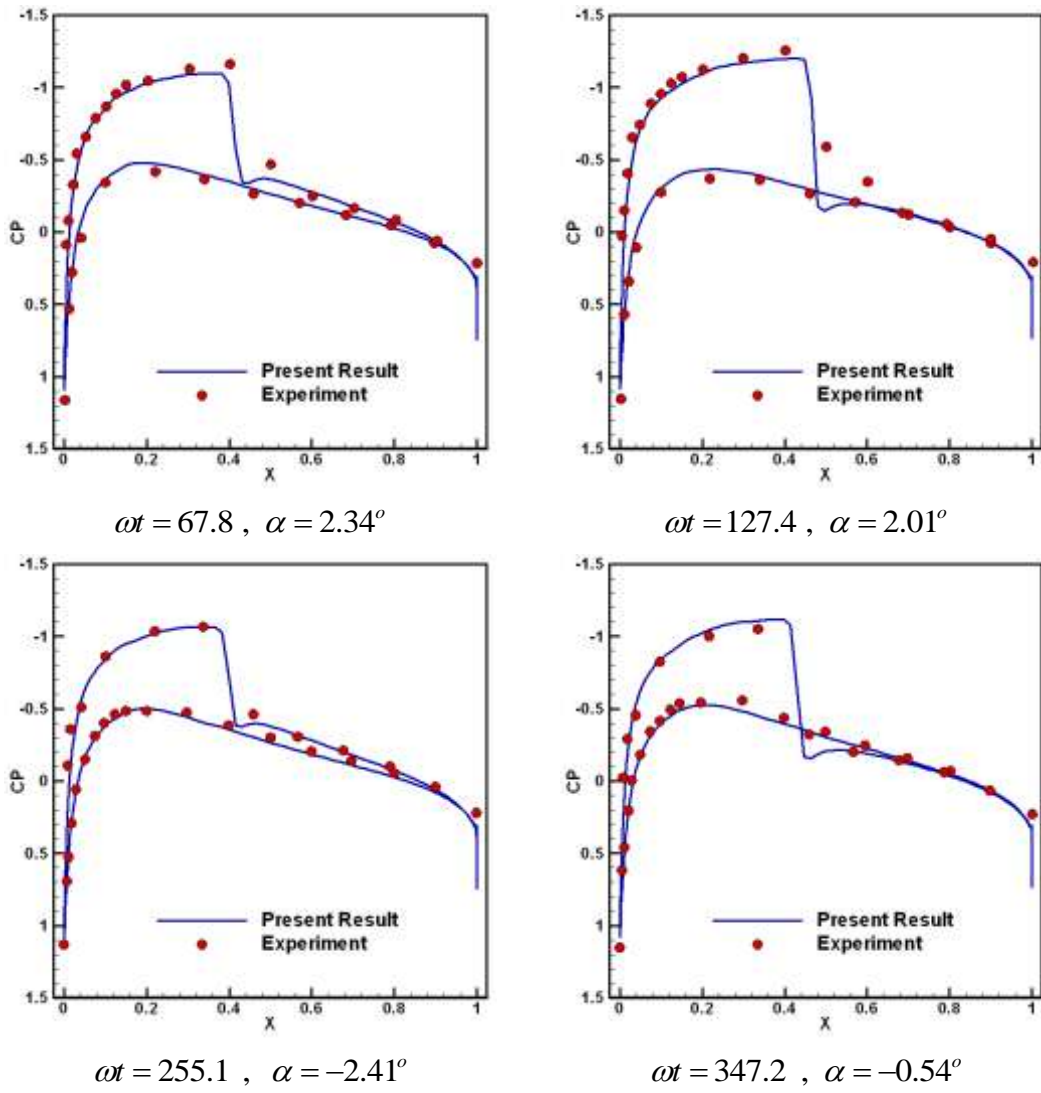 -1.5
-1
-0.5
0
0.5
1
1.5
CP
Present Result
Experiment
0 0.2 0.4 0.6 0.8 1
X
-1.5
-1
-0.5
0
0.5
1
1.5
CP
Present Result
Experiment
0 0.2 0.4 0.6 0.8 1
X
ωt = 67.8 , α = 2.34°
ωt = 127.4 , α = 2.01°
-1.5
-1
-0.5
0
0.5
1
1.5
CP
Present Result
Experiment
0 0.2 0.4 0.6 0.8 1
X
-1.5
-1
-0.5
0
0.5
1
1.5
CP
Present Result
Experiment
0 0.2 0.4 0.6 0.8 1
X
ωt = 255.1 , α = −2.41°
ωt = 347.2 , α = −0.54°